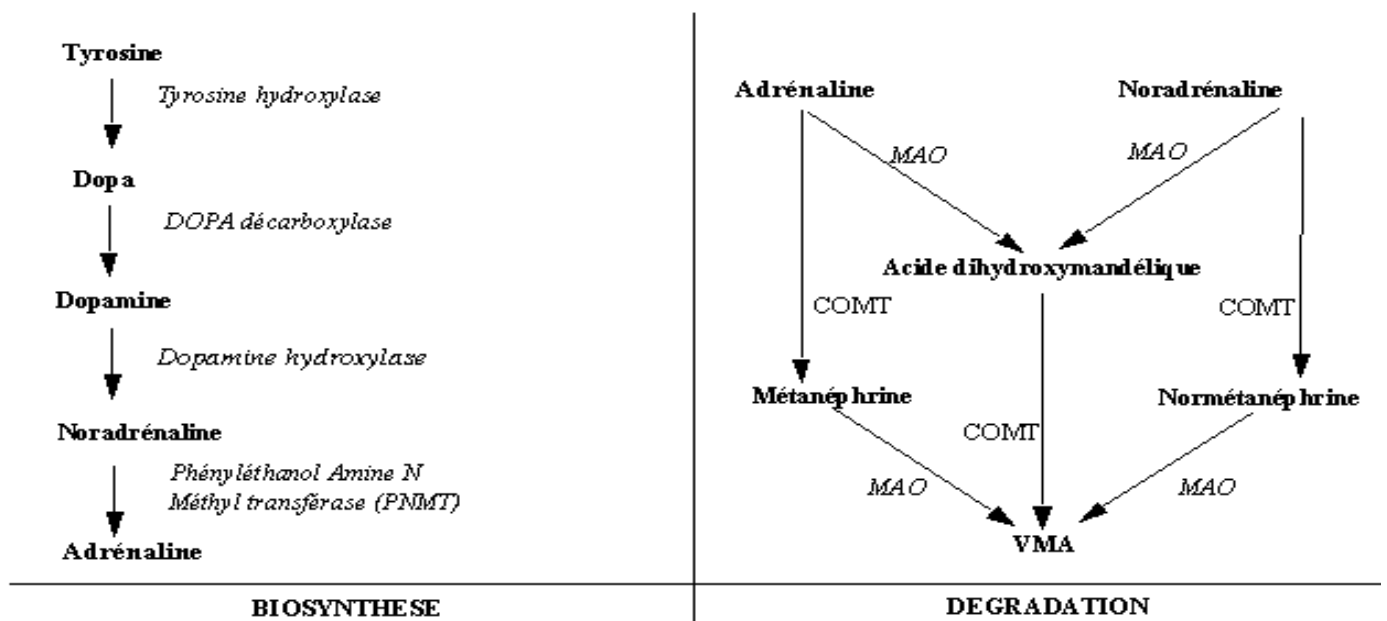 Tyrosine
Tyrosine hydroxylase
Dopa
DOPA décarboxylase
Dopamine
Dopamine hydroxylase
Noradrénaline
Phényléthanol Amine N
Méthyl transférase (PNMT)
Adrénaline
BIOSYNTHESE
Adrénaline
Noradrénaline
MAO
MAO
Acide dihydroxymandélique
COMT
COMT
Métanéphrine
Normétanéphrine
COMT
MAO
MAO
VMA
DEGRADATION